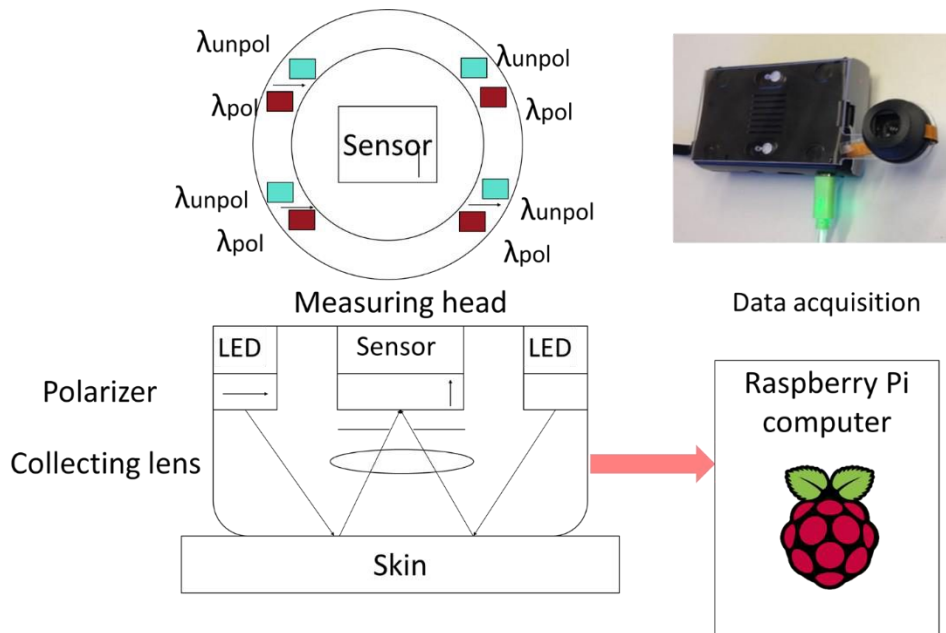 λunpol
λunpol
λpol
λpol
Sensor
λunpol
λunpol
λpol
λpol
Measuring head
Data acquisition
LED
Sensor
LED
Polarizer
Raspberry Pi
computer
Collecting lens
Skin